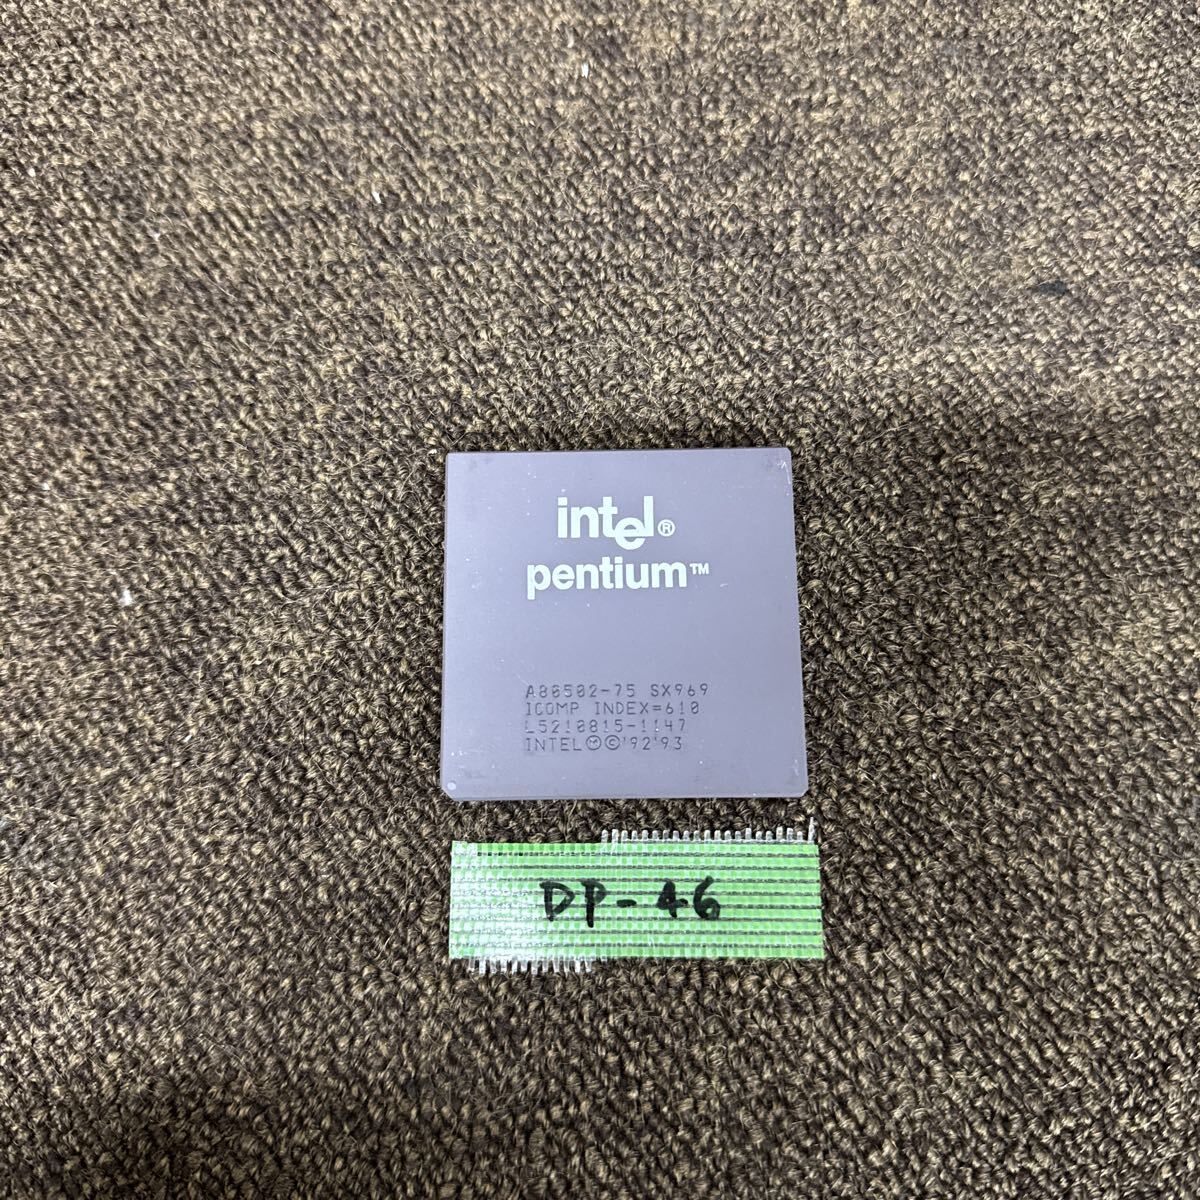 intel®
pentium™
A80502-75 SX969
ICOMP INDEX=610
L5210815-1147
INTEL Ⓜ©'92'93
DP-46